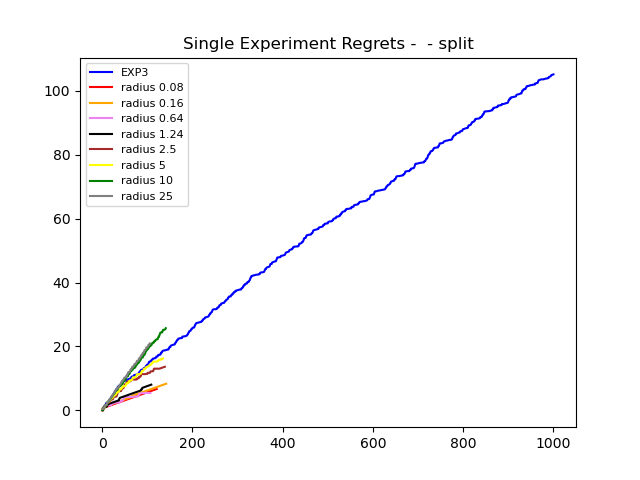 Single Experiment Regrets -  - split
EXP3
radius 0.08
radius 0.16
radius 0.64
radius 1.24
radius 2.5
radius 5
radius 10
radius 25
100
80
60
40
20
0
0 200 400 600 800 1000